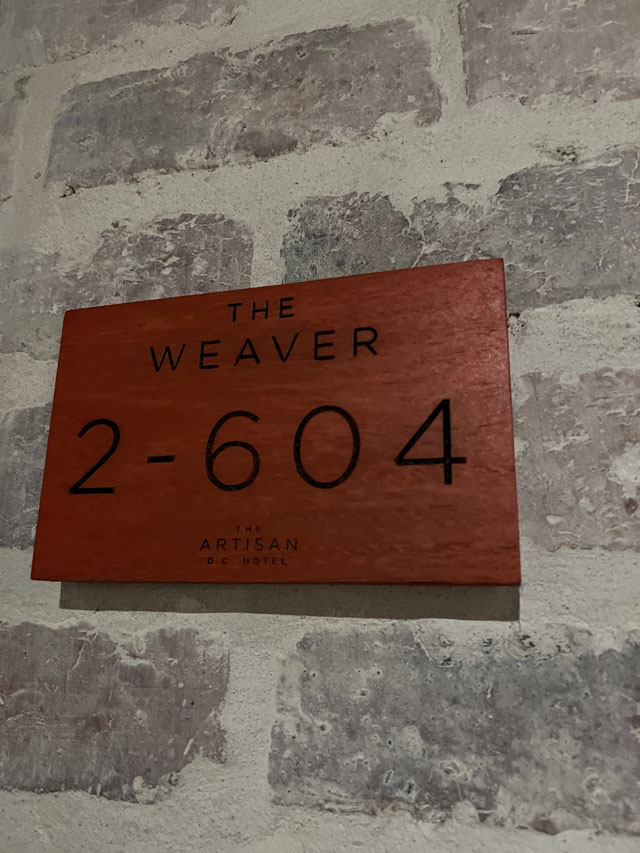 THE
WEAVER
2-604
THE
ARTISAN
D.C. HOTEL